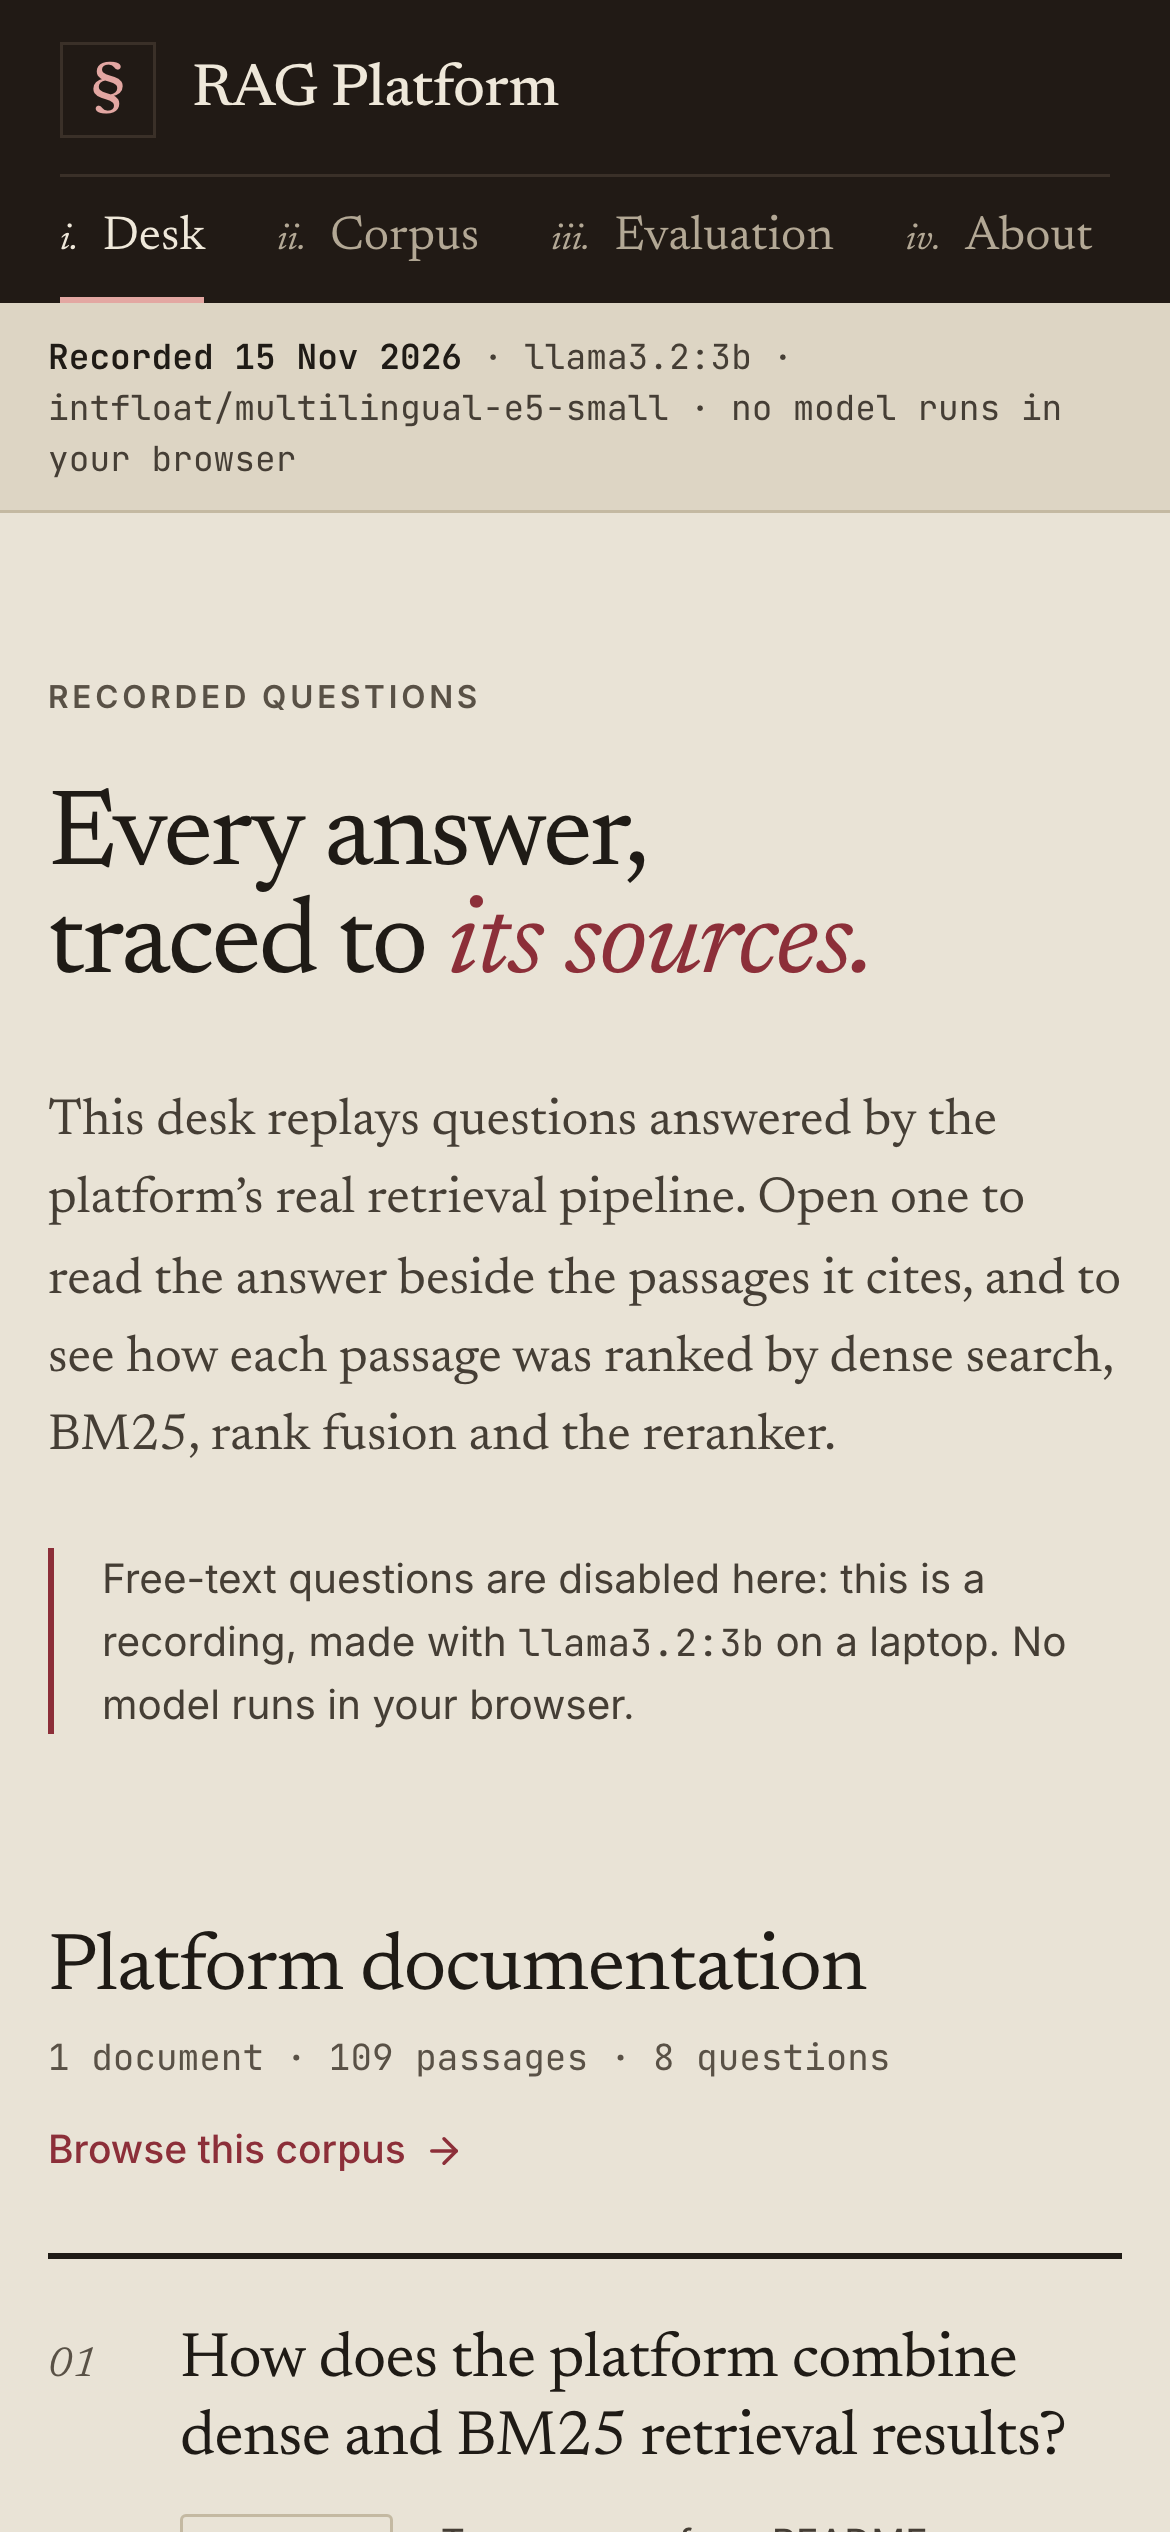 § RAG Platform
i. Desk ii. Corpus iii. Evaluation iv. About
Recorded 15 Nov 2026 · llama3.2:3b ·
intfloat/multilingual-e5-small · no model runs in
your browser
RECORDED QUESTIONS
Every answer,
traced to its sources.
This desk replays questions answered by the
platform’s real retrieval pipeline. Open one to
read the answer beside the passages it cites, and to
see how each passage was ranked by dense search,
BM25, rank fusion and the reranker.
Free-text questions are disabled here: this is a
recording, made with llama3.2:3b on a laptop. No
model runs in your browser.
Platform documentation
1 document · 109 passages · 8 questions
Browse this corpus →
01 How does the platform combine
dense and BM25 retrieval results?